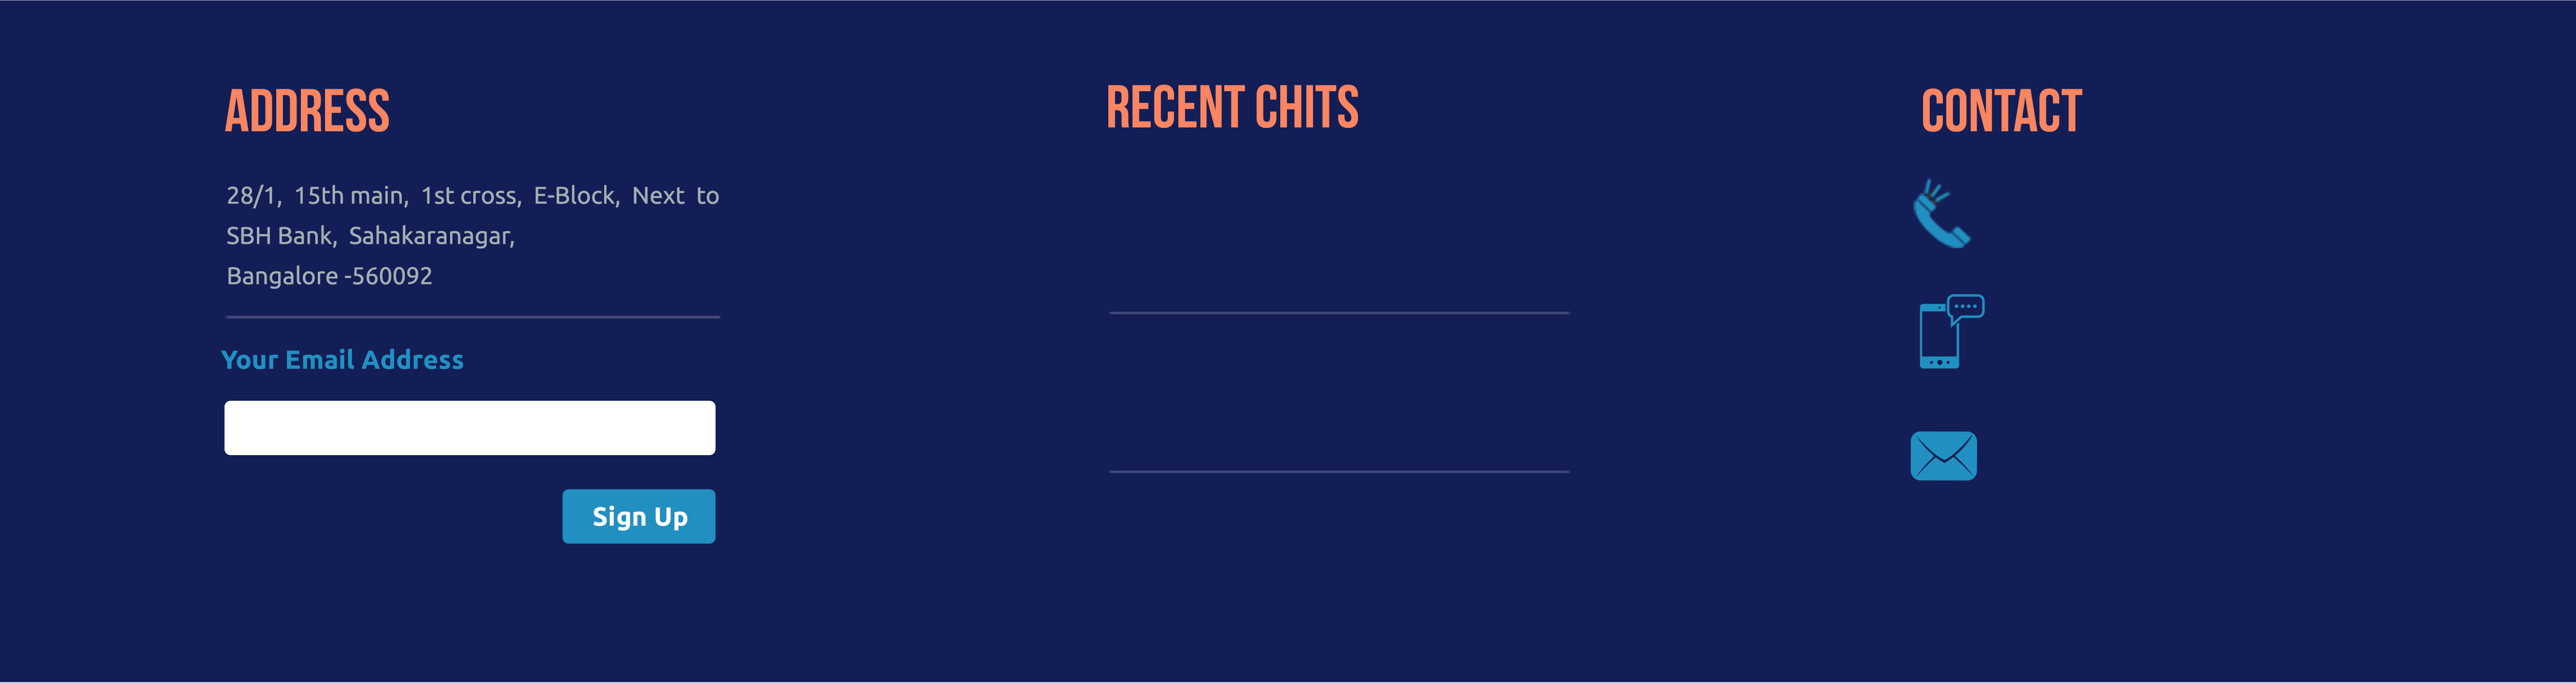 ADDRESS
28/1, 15th main, 1st cross, E-Block, Next to
SBH Bank, Sahakaranagar,
Bangalore -560092
Your Email Address
Sign Up
RECENT CHITS
CONTACT